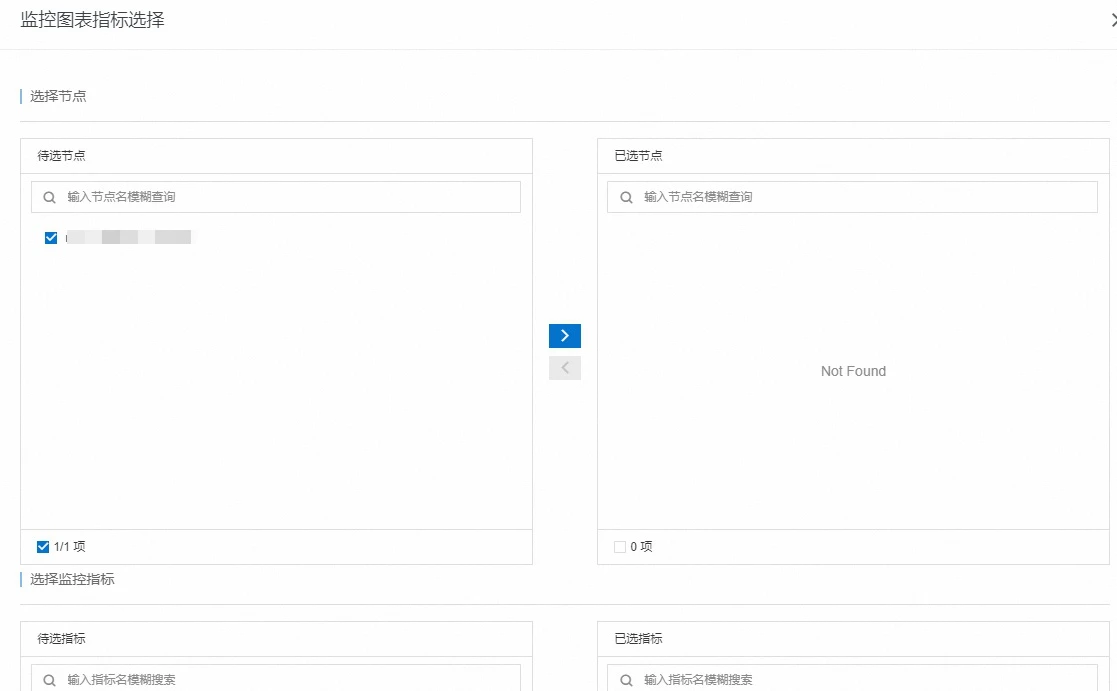 监控图表指标选择
选择节点
待选节点
已选节点
输入节点名模糊查询
输入节点名模糊查询
Not Found
1/1 项
0 项
选择监控指标
待选指标
已选指标
输入指标名模糊搜索
输入指标名模糊搜索